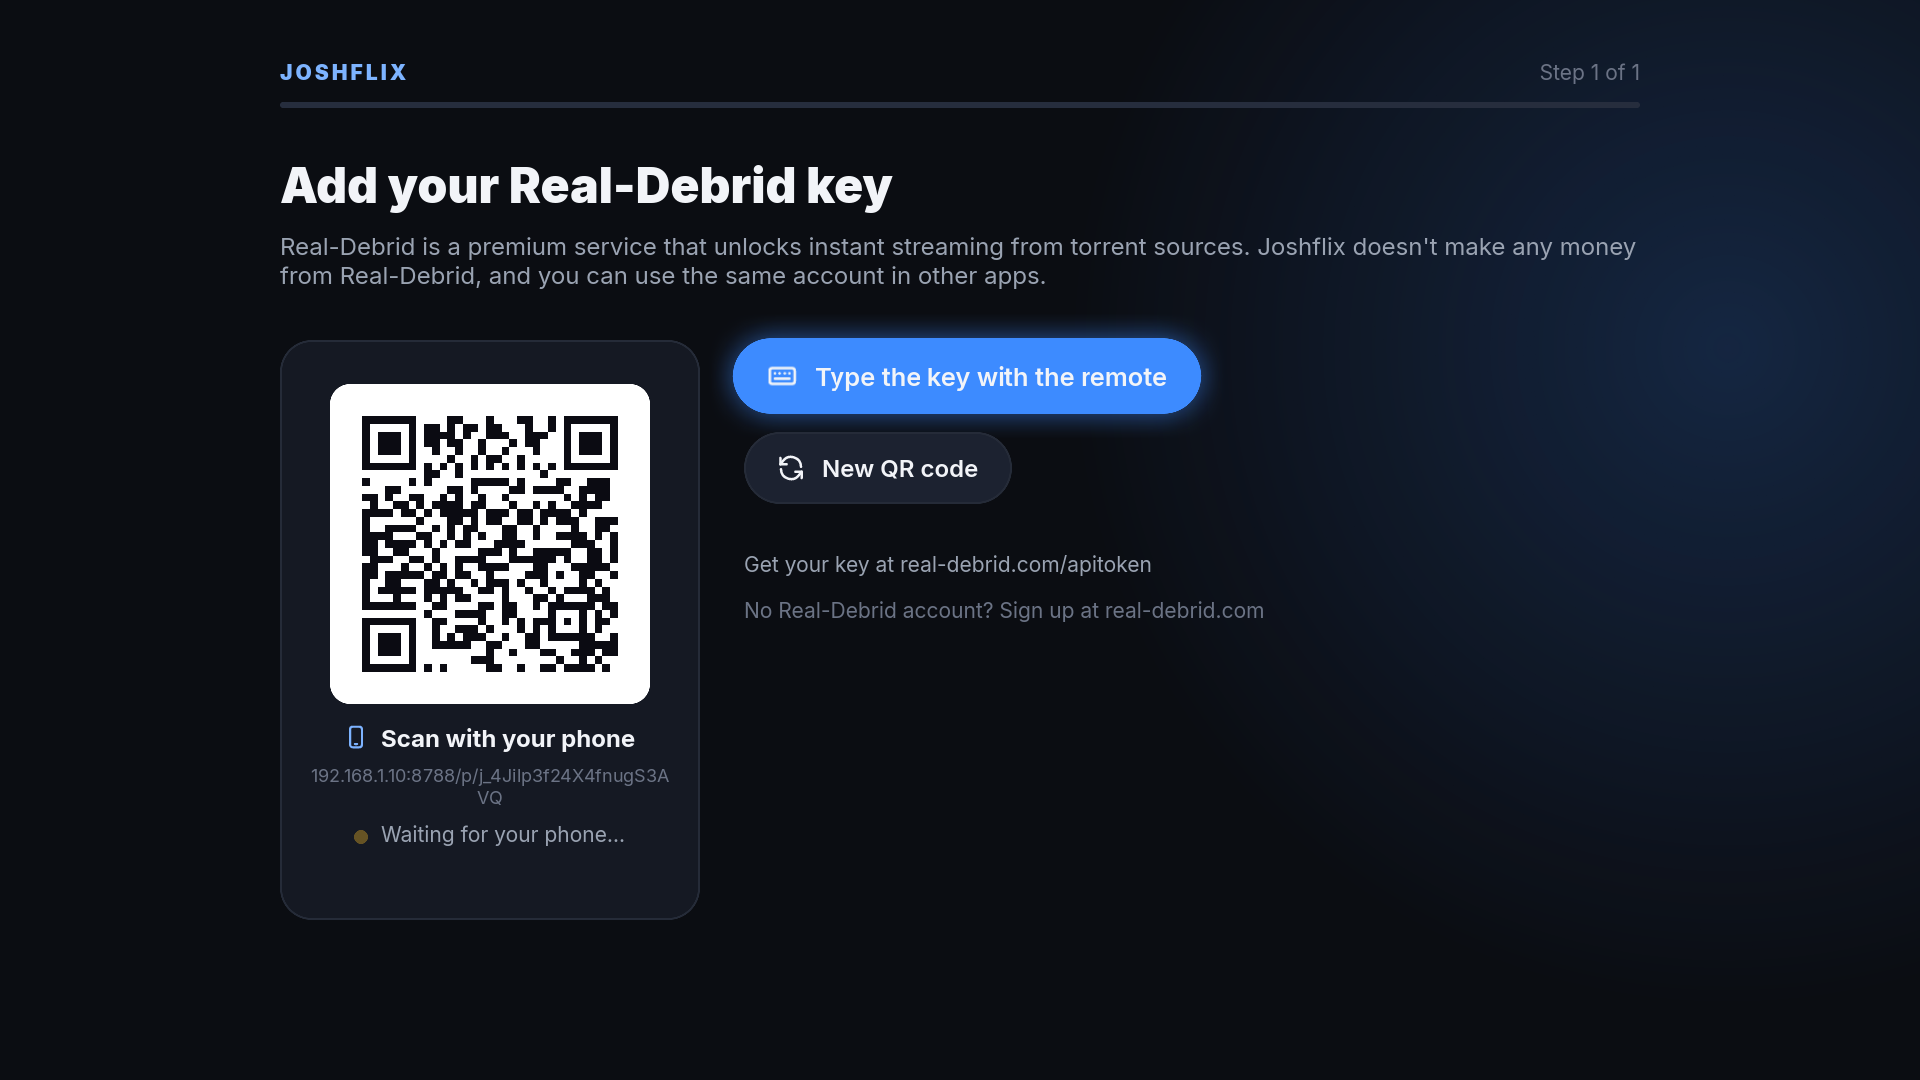 JOSHFLIX
Step 1 of 1
Add your Real-Debrid key
Real-Debrid is a premium service that unlocks instant streaming from torrent sources. Joshflix doesn't make any money
from Real-Debrid, and you can use the same account in other apps.
Type the key with the remote
New QR code
Get your key at real-debrid.com/apitoken
No Real-Debrid account? Sign up at real-debrid.com
Scan with your phone
192.168.1.10:8788/p/j_4Jilp3f24X4fnugS3A
VQ
Waiting for your phone...